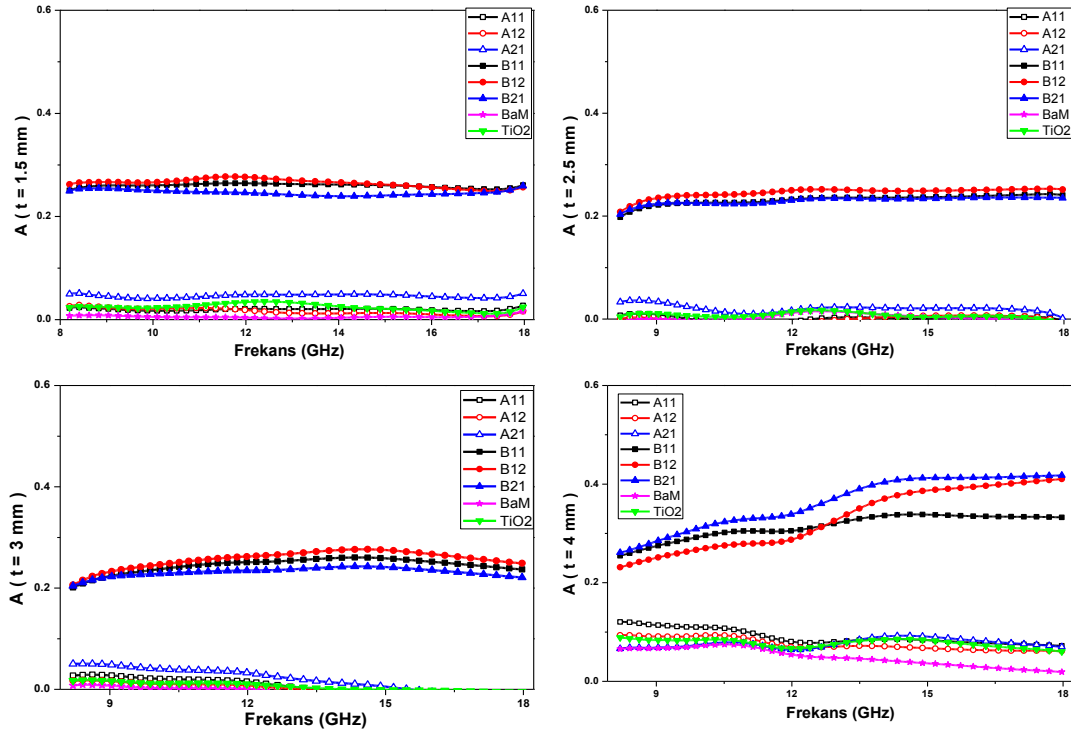 A ( t = 1.5 mm )
0.6
0.4
0.2
0.0
8
10
12
14
16
18
Frekans (GHz)
A11
A12
A21
B11
B12
B21
BaM
TiO2
A ( t = 2.5 mm )
0.6
0.4
0.2
0.0
9
12
15
18
Frekans (GHz)
A11
A12
A21
B11
B12
B21
BaM
TiO2
A ( t = 3 mm )
0.6
0.4
0.2
0.0
9
12
15
18
Frekans (GHz)
A11
A12
A21
B11
B12
B21
BaM
TiO2
A ( t = 4 mm )
0.6
0.4
0.2
0.0
9
12
15
18
Frekans (GHz)
A11
A12
A21
B11
B12
B21
BaM
TiO2